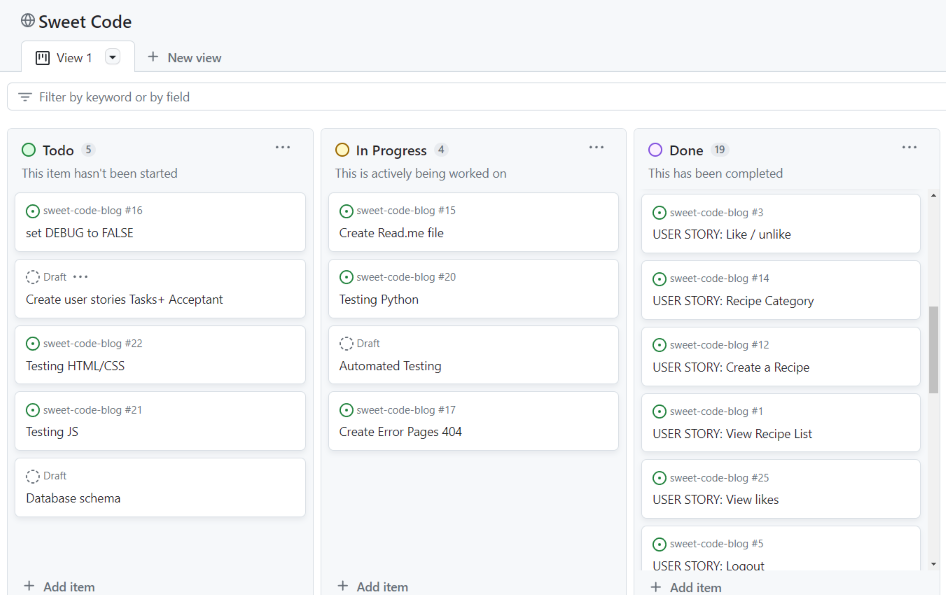 Sweet Code
View 1
New view
Filter by keyword or by field
Todo 5
This item hasn't been started
sweet-code-blog #16
set DEBUG to FALSE
Draft
Create user stories Tasks+ Acceptant
sweet-code-blog #22
Testing HTML/CSS
sweet-code-blog #21
Testing JS
Draft
Database schema
Add item
In Progress 4
This is actively being worked on
sweet-code-blog #15
Create Read.me file
sweet-code-blog #20
Testing Python
Draft
Automated Testing
sweet-code-blog #17
Create Error Pages 404
Add item
Done 19
This has been completed
sweet-code-blog #3
USER STORY: Like / unlike
sweet-code-blog #14
USER STORY: Recipe Category
sweet-code-blog #12
USER STORY: Create a Recipe
sweet-code-blog #1
USER STORY: View Recipe List
sweet-code-blog #25
USER STORY: View likes
sweet-code-blog #5
USER STORY: Logout
Add item